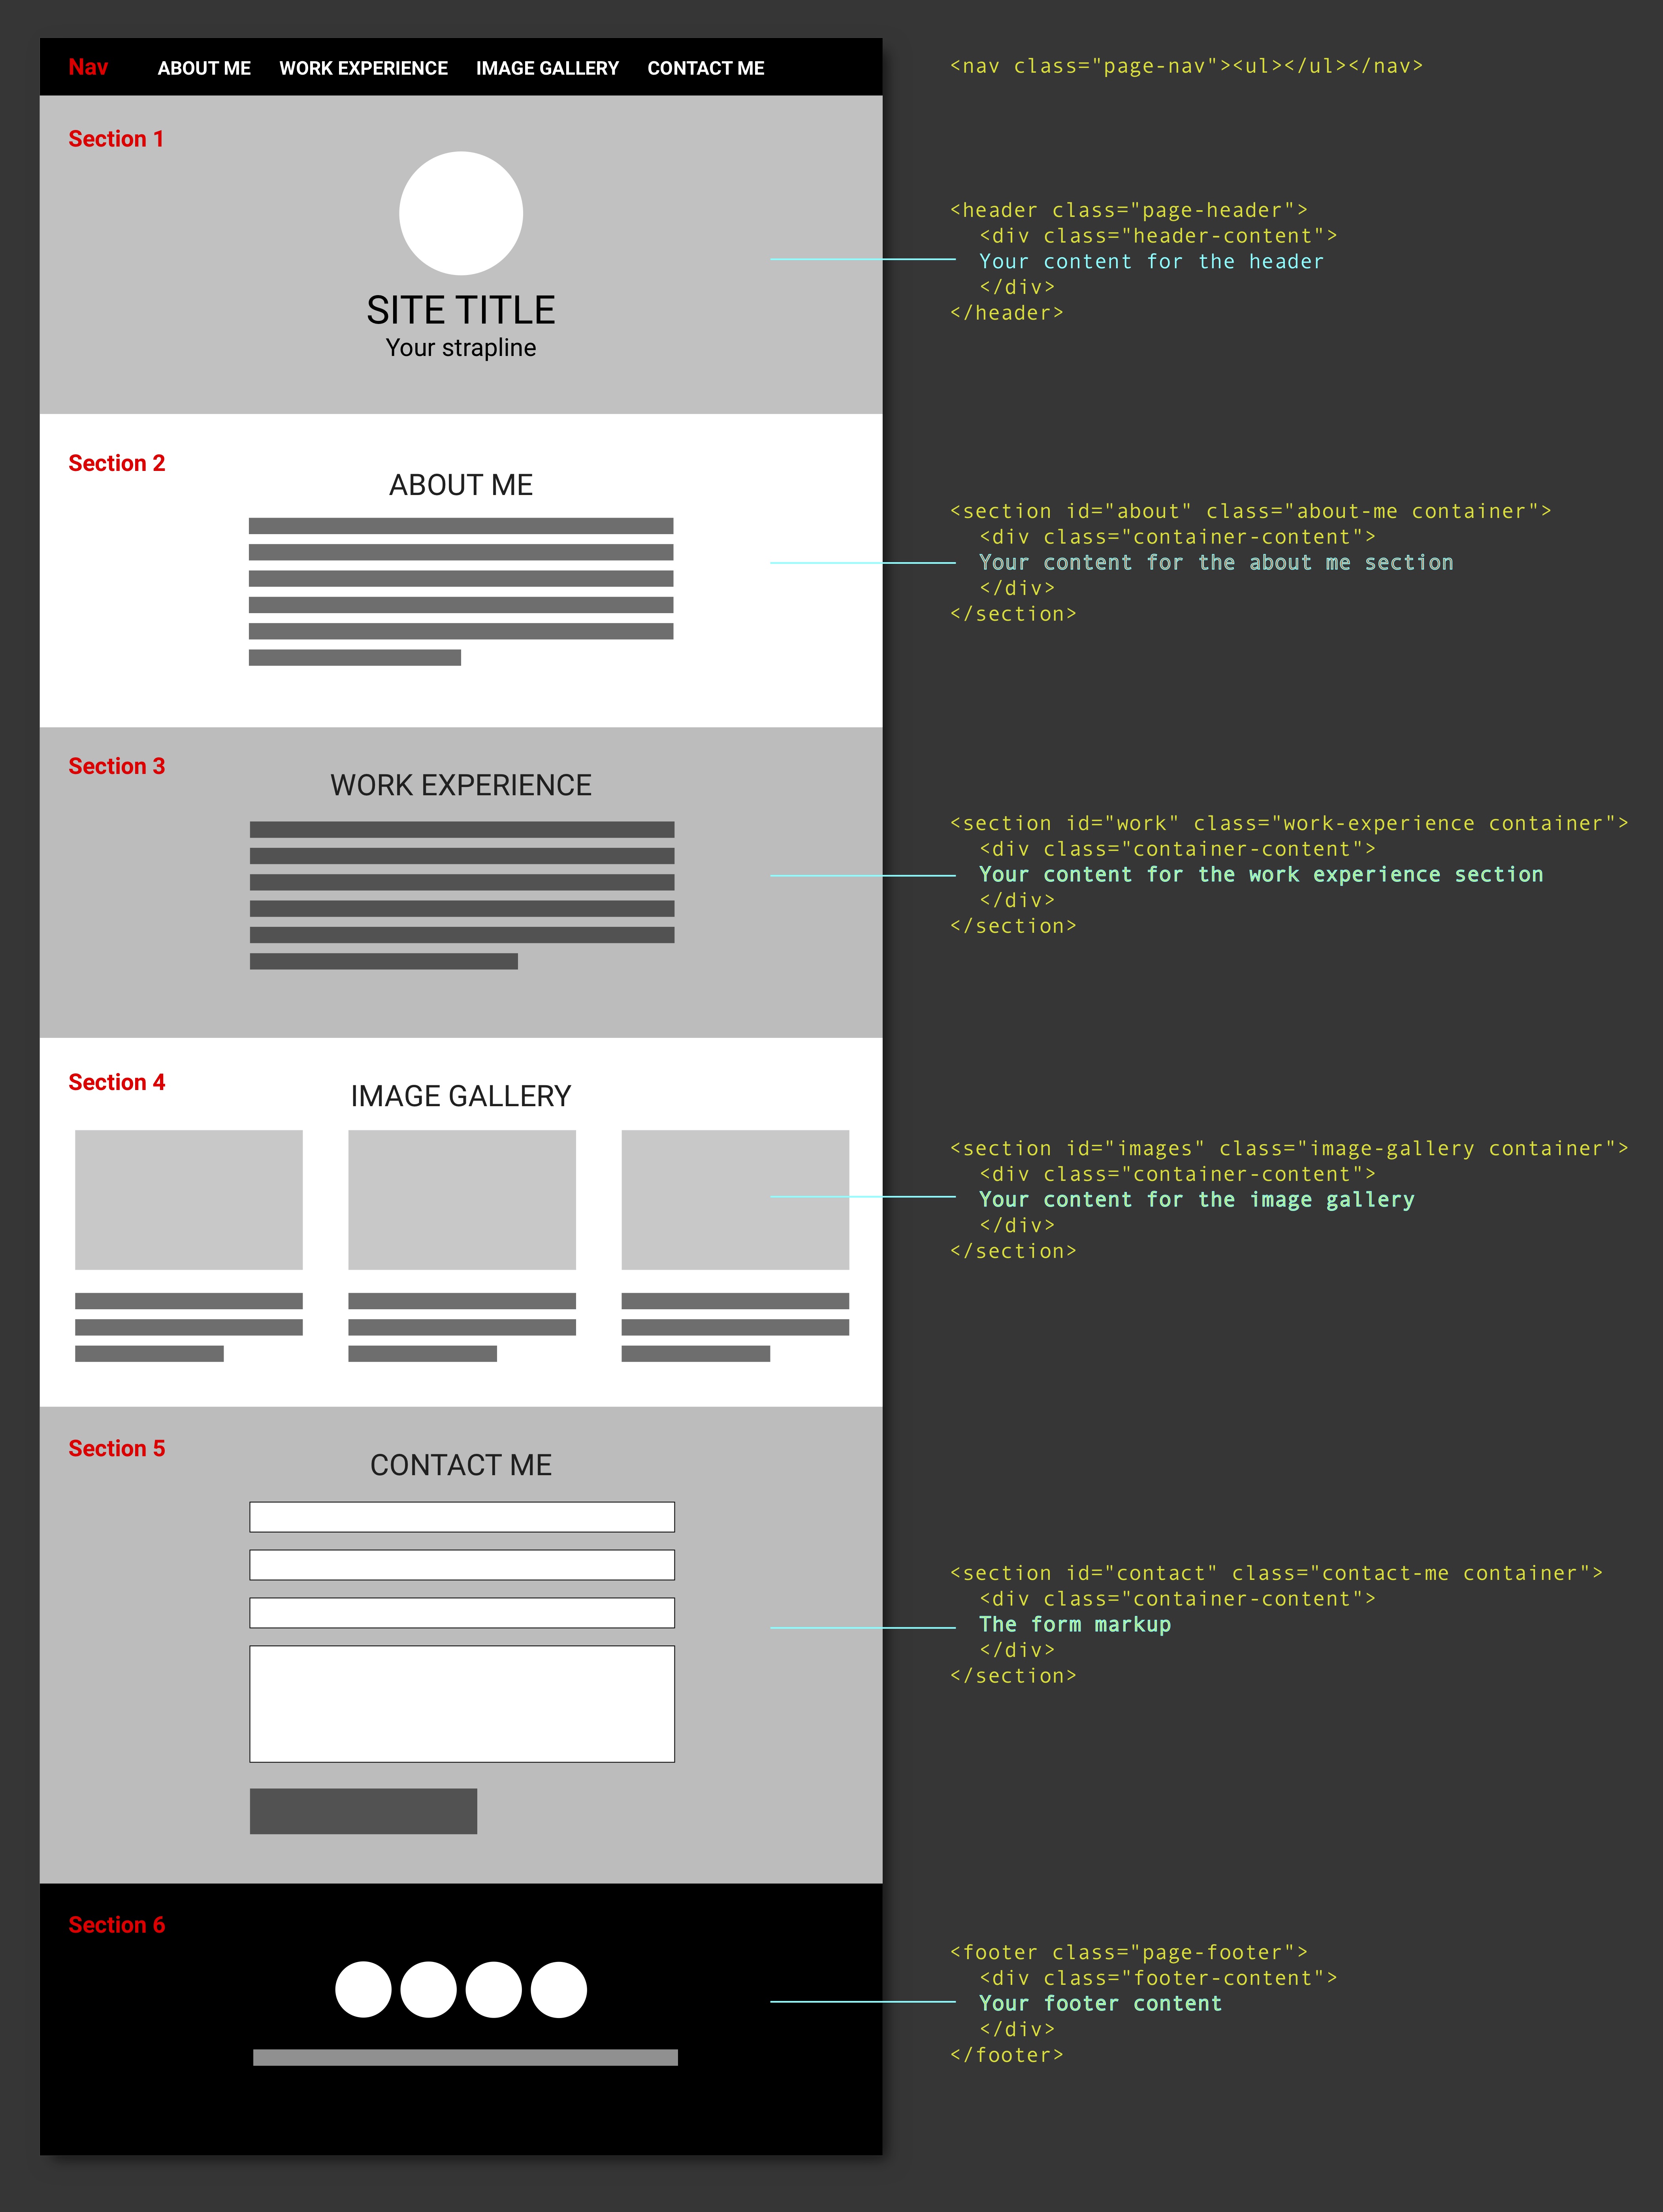 Nav ABOUT ME WORK EXPERIENCE IMAGE GALLERY CONTACT ME
<nav class="page-nav"><ul></ul></nav>
Section 1
SITE TITLE
Your strapline
<header class="page-header">
<div class="header-content">
Your content for the header
</div>
</header>
Section 2
ABOUT ME
<section id="about" class="about-me container">
<div class="container-content">
Your content for the about me section
</div>
</section>
Section 3
WORK EXPERIENCE
<section id="work" class="work-experience container">
<div class="container-content">
Your content for the work experience section
</div>
</section>
Section 4
IMAGE GALLERY
<section id="images" class="image-gallery container">
<div class="container-content">
Your content for the image gallery
</div>
</section>
Section 5
CONTACT ME
<section id="contact" class="contact-me container">
<div class="container-content">
The form markup
</div>
</section>
Section 6
<footer class="page-footer">
<div class="footer-content">
Your footer content
</div>
</footer>